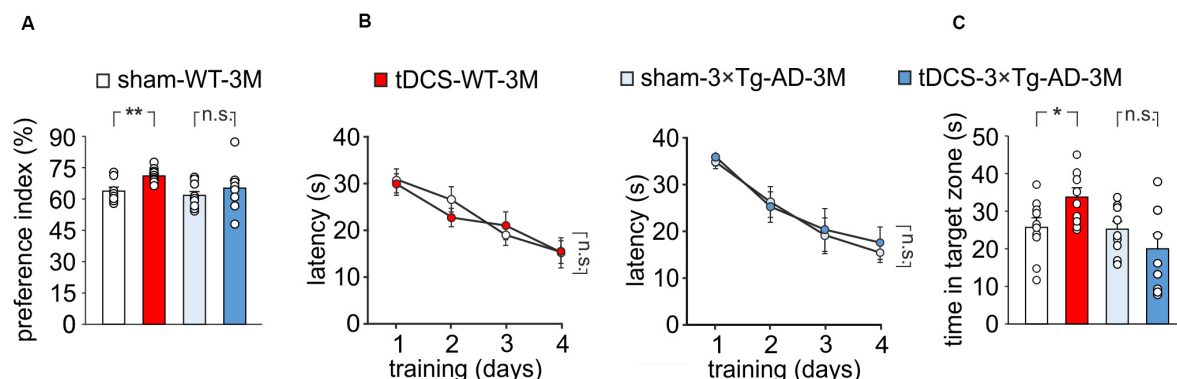 A
B
C
sham-WT-3M
tDCS-WT-3M
sham-3×Tg-AD-3M
tDCS-3×Tg-AD-3M
preference index (%)
90
75
60
45
30
15
0
**
n.s.
latency (s)
40
30
20
10
0
1 2 3 4
training (days)
n.s.
latency (s)
40
30
20
10
0
1 2 3 4
training (days)
n.s.
time in target zone (s)
50
40
30
20
10
0
*
n.s.